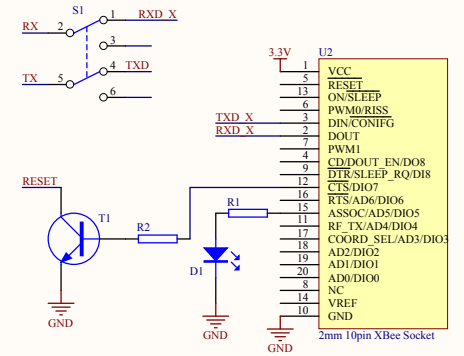 S1
1 RXD_X
RX 2
3
4 TXD
TX 5
6
3.3V
U2
1 VCC
5 RESET
13 ON/SLEEP
6 PWM0/RISS
TXD_X 3 DIN/CONIFG
RXD_X 2 DOUT
7 PWM1
4 CD/DOUT_EN/DO8
9 DTR/SLEEP_RQ/DI8
12 CTS/DIO7
16 RTS/AD6/DIO6
15 ASSOC/AD5/DIO5
11 RF_TX/AD4/DIO4
17 COORD_SEL/AD3/DIO3
18 AD2/DIO2
19 AD1/DIO1
20 AD0/DIO0
8 NC
14 VREF
10 GND
2mm 10pin XBee Socket
RESET
T1
R2
R1
D1
GND
GND
GND